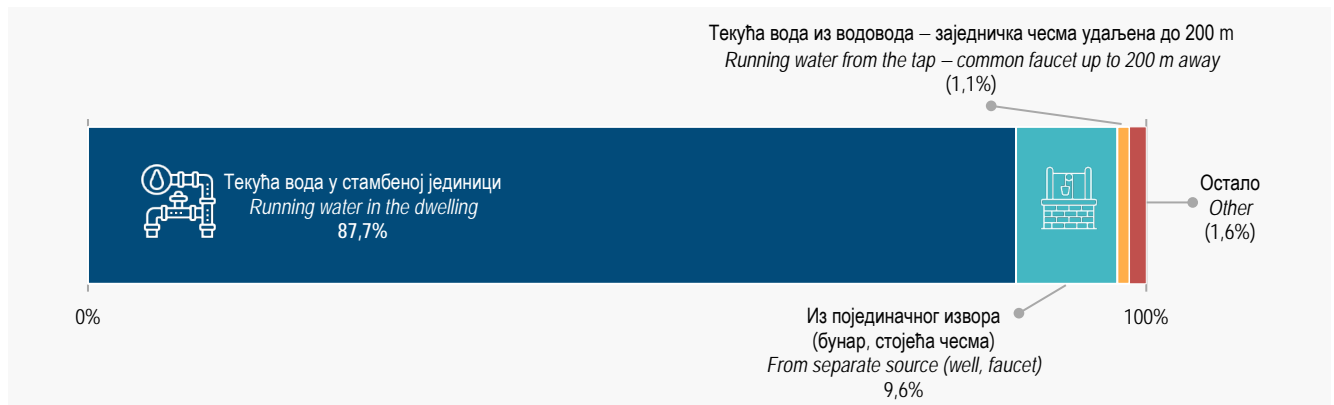 Текућа вода из водовода – заједничка чесма удаљена до 200 m
Running water from the tap – common faucet up to 200 m away
(1,1%)
Текућа вода у стамбеној јединици
Running water in the dwelling
87,7%
Остало
Other
(1,6%)
0%
100%
Из појединачног извора
(бунар, стојећа чесма)
From separate source (well, faucet)
9,6%